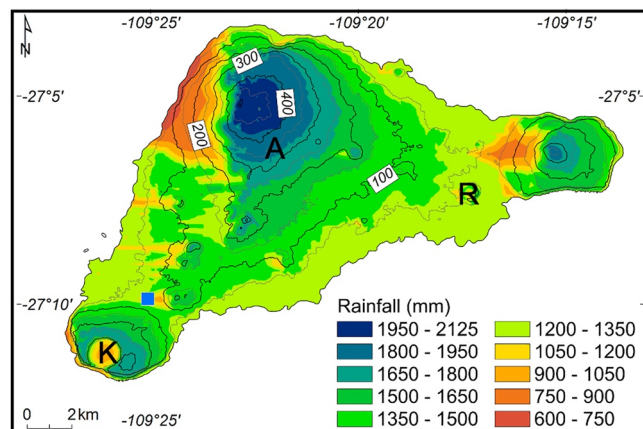 -109°25' -109°20' -109°15'
N
300
-27°5' 400 -27°5'
200
A
100
R
-27°10'
Rainfall (mm)
1950 - 2125 1200 - 1350
1800 - 1950 1050 - 1200
K
1650 - 1800 900 - 1050
1500 - 1650 750 - 900
1350 - 1500 600 - 750
0 2 km -109°25'